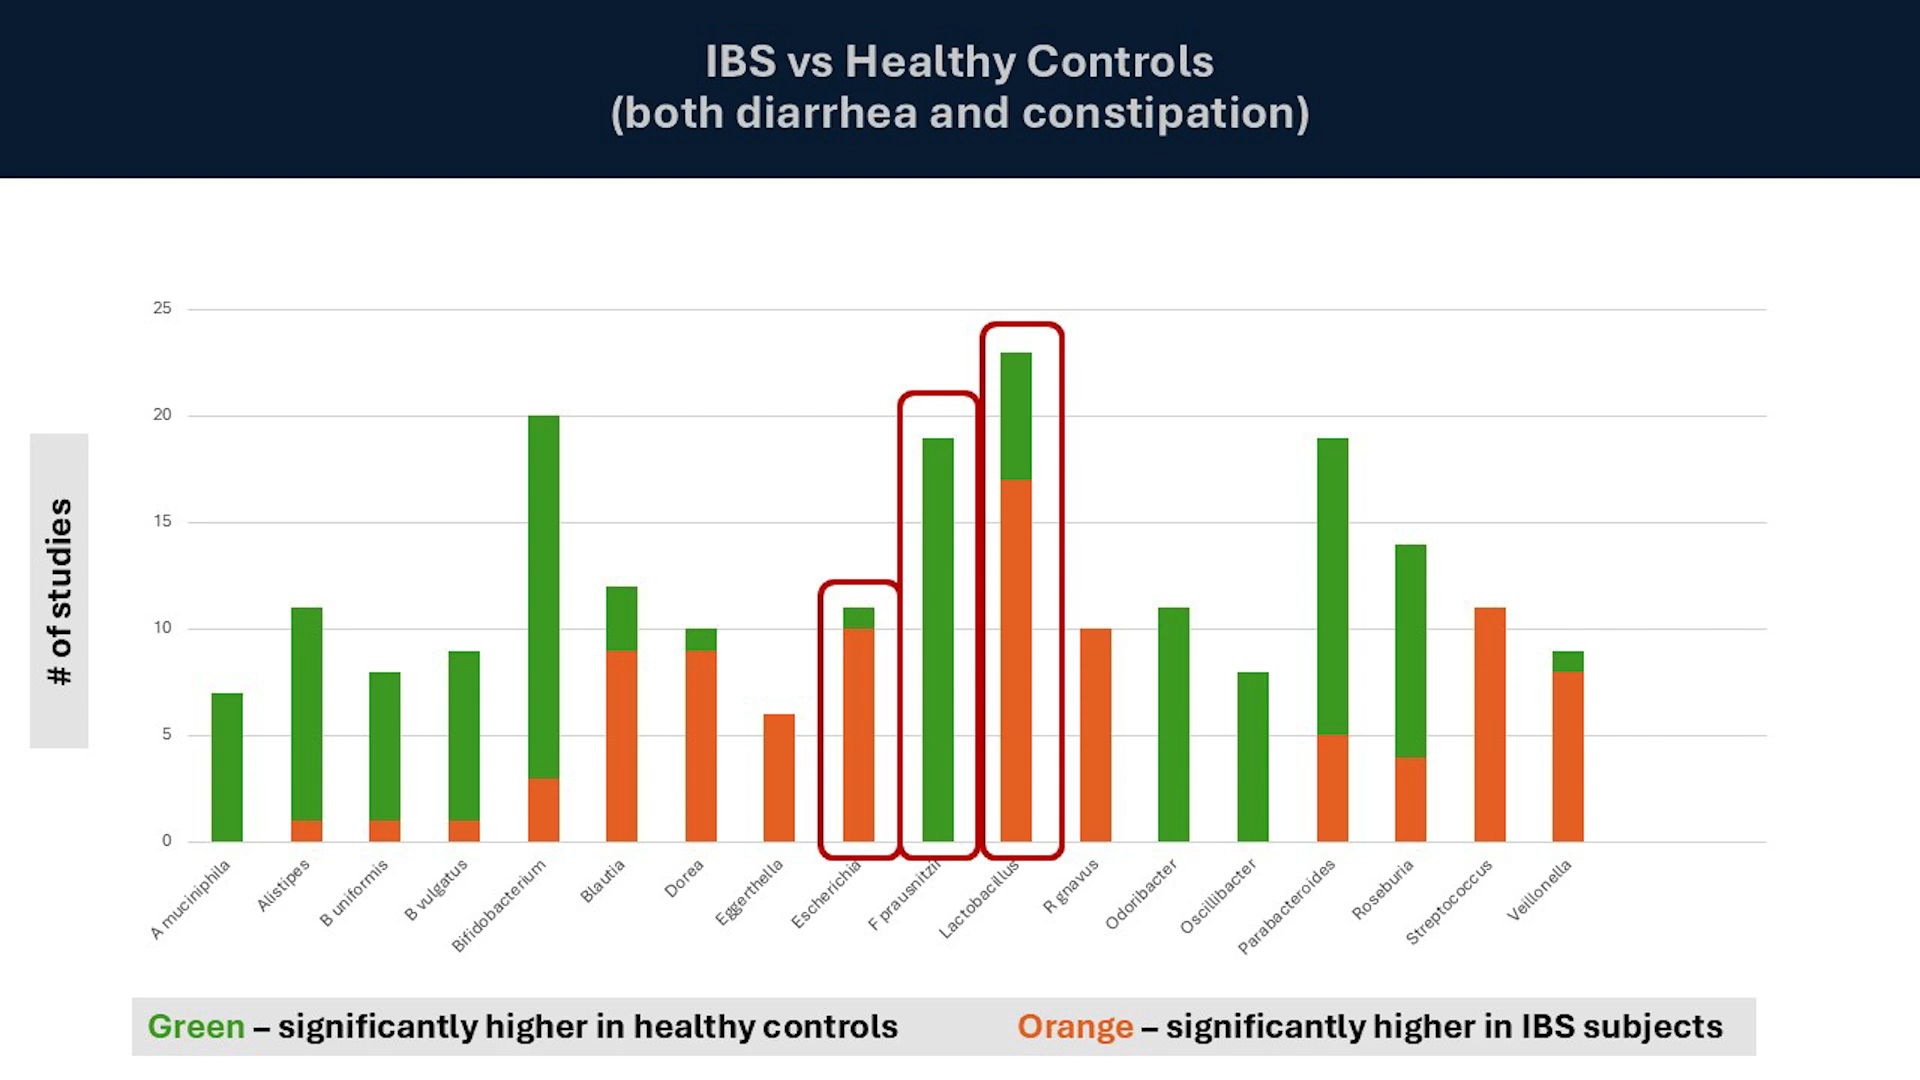 IBS vs Healthy Controls
(both diarrhea and constipation)
# of studies
25
20
15
10
5
0
A muciniphila
Alistipes
B uniformis
B vulgatus
Bifidobacterium
Blautia
Dorea
Eggerthella
Escherichia
F prausnitzii
Lactobacillus
R gnavus
Odoribacter
Oscillibacter
Parabacteroides
Roseburia
Streptococcus
Veillonella
Green – significantly higher in healthy controls
Orange – significantly higher in IBS subjects